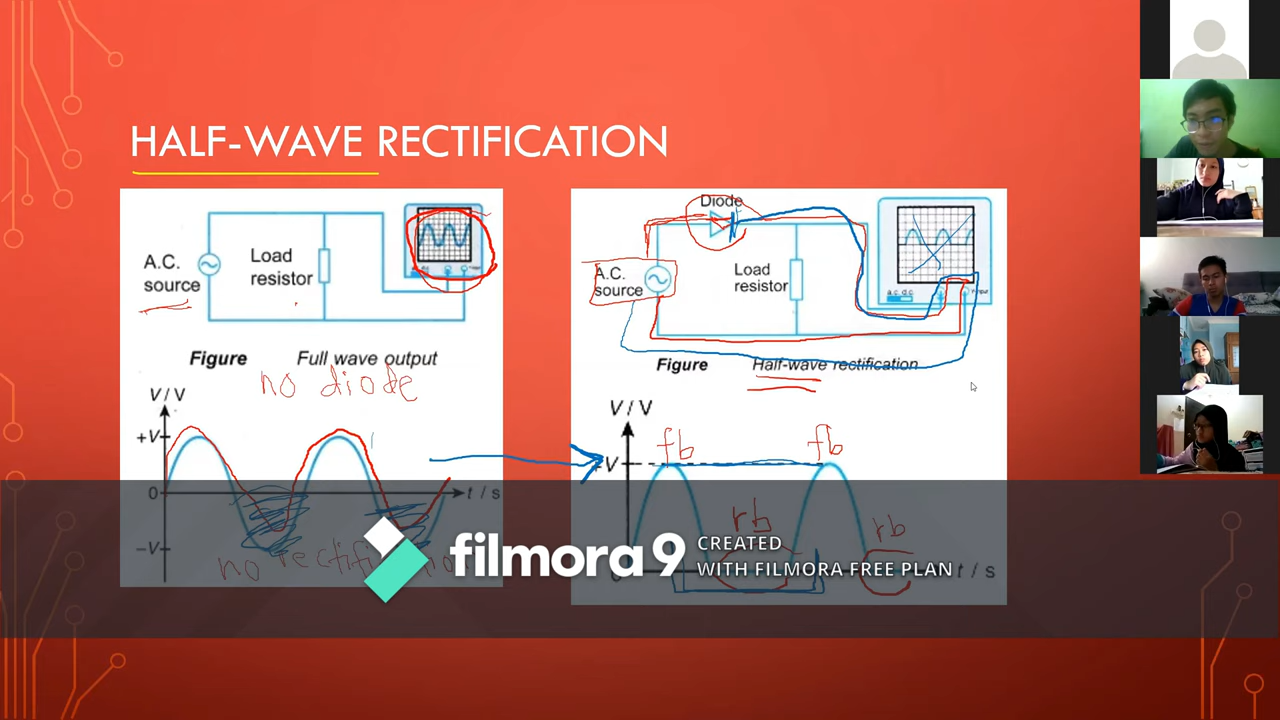 HALF-WAVE RECTIFICATION
A.C.
source
Load
resistor
Figure Full wave output
no diode
V / V
+V
0
t / s
−V
no
Diode
A.C.
source
Load
resistor
a.c. d.c.
Figure Half-wave rectification
V / V
fb
fb
V
rb
rb
t / s
filmora9
CREATED
WITH FILMORA FREE PLAN